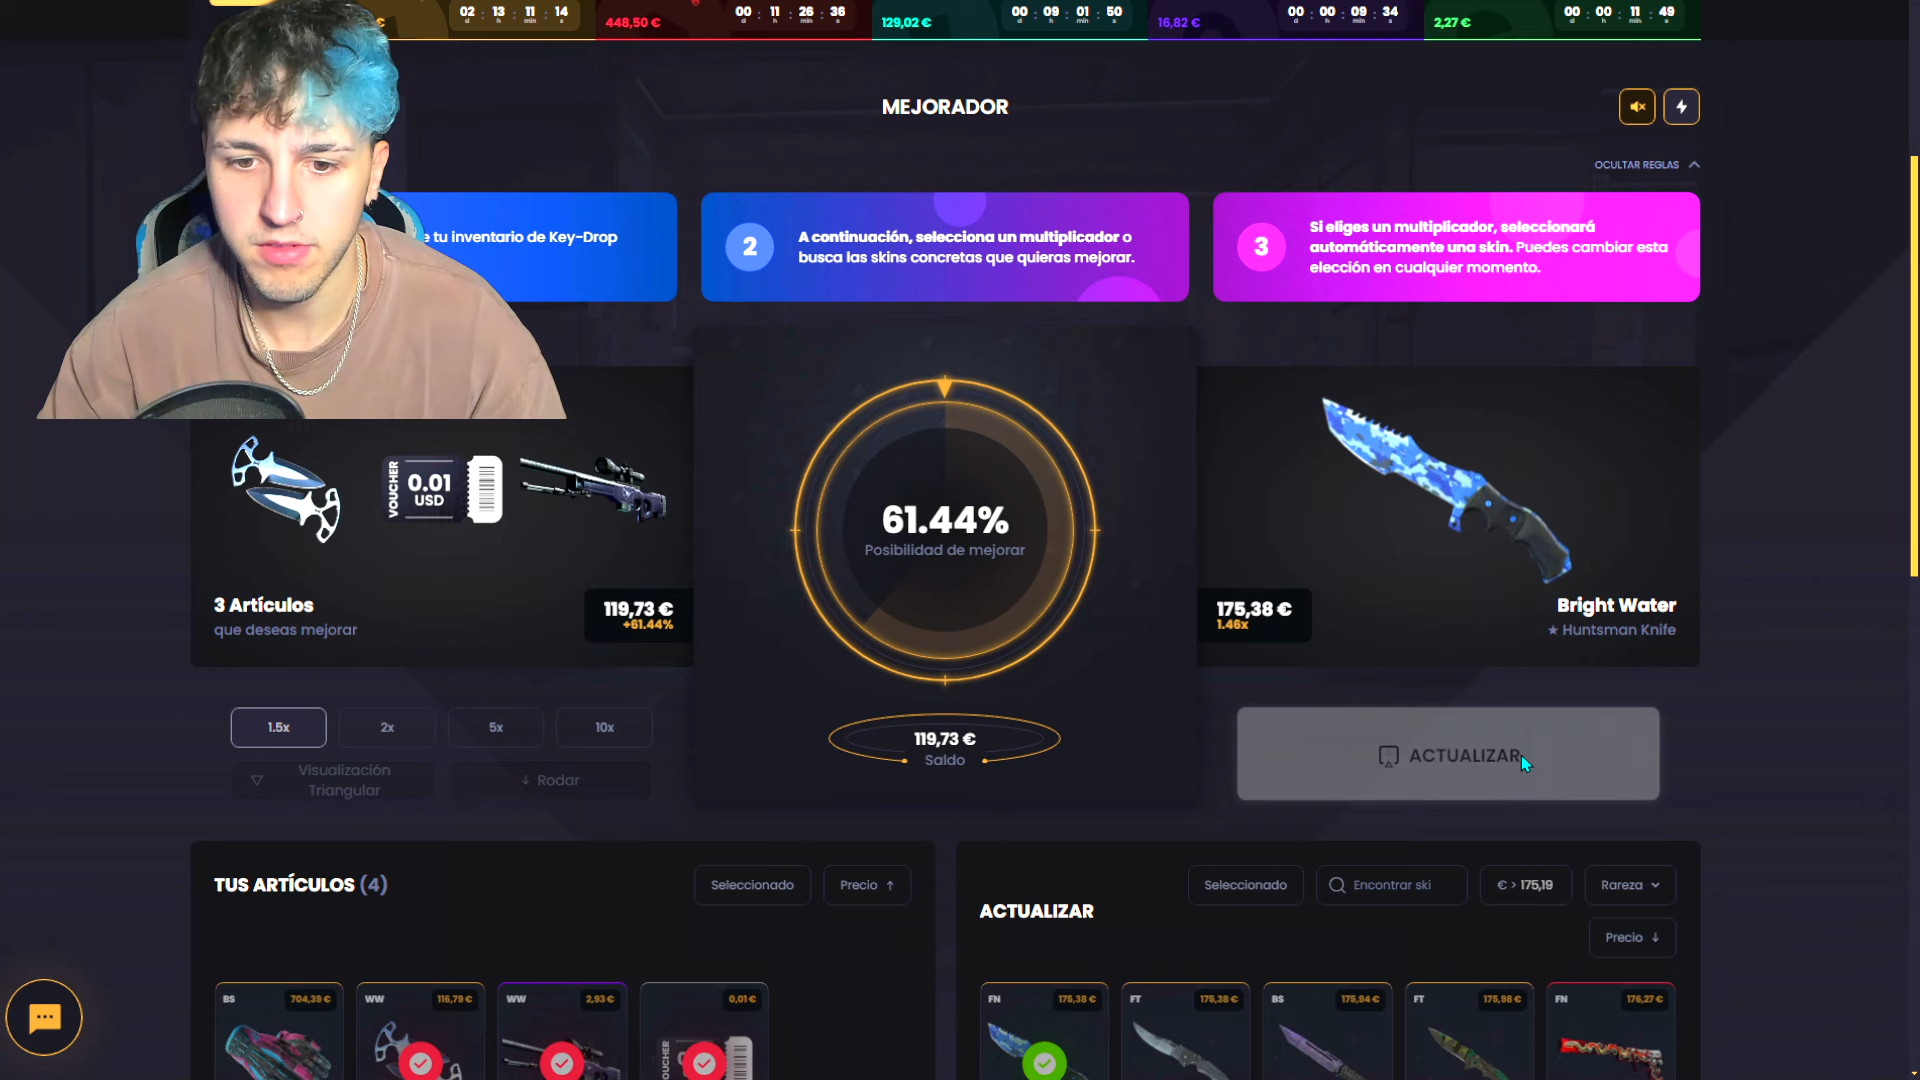 €
02 : 13 : 11 : 14
d h min s
448,50 €
00 : 11 : 26 : 36
d h min s
129,02 €
00 : 09 : 01 : 50
d h min s
16,82 €
00 : 00 : 09 : 34
d h min s
2,27 €
00 : 00 : 11 : 49
d h min s
MEJORADOR
OCULTAR REGLAS
e tu inventario de Key-Drop
2
A continuación, selecciona un multiplicador o
busca las skins concretas que quieras mejorar.
3
Si eliges un multiplicador, seleccionará
automáticamente una skin. Puedes cambiar esta
elección en cualquier momento.
VOUCHER
0.01
USD
3 Artículos
que deseas mejorar
119,73 €
+61.44%
61.44%
Posibilidad de mejorar
175,38 €
1.46x
Bright Water
★ Huntsman Knife
1.5x
2x
5x
10x
Visualización
Triangular
↓ Rodar
119,73 €
Saldo
ACTUALIZAR
TUS ARTÍCULOS (4)
Seleccionado
Precio ↑
ACTUALIZAR
Seleccionado
Encontrar ski
€ > 175,19
Rareza
Precio ↓
BS
704,39 €
WW
116,79 €
WW
2,93 €
0,01 €
VOUCHER
FN
175,38 €
FT
175,38 €
BS
175,94 €
FT
175,98 €
FN
176,27 €